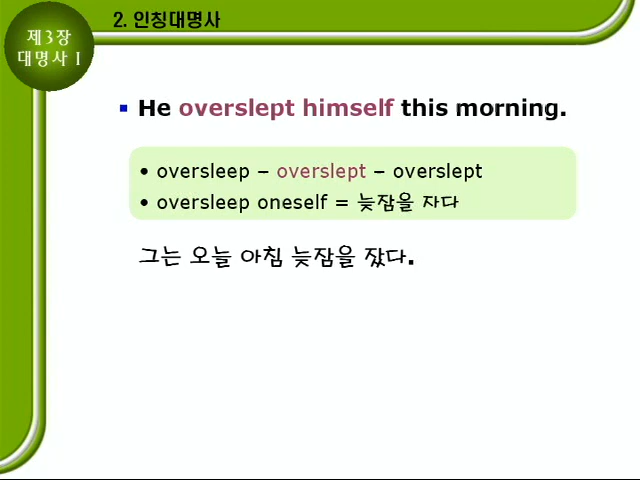 제3장
대명사 I
2. 인칭대명사
▪ He overslept himself this morning.
• oversleep – overslept – overslept
• oversleep oneself = 늦잠을 자다
그는 오늘 아침 늦잠을 잤다.